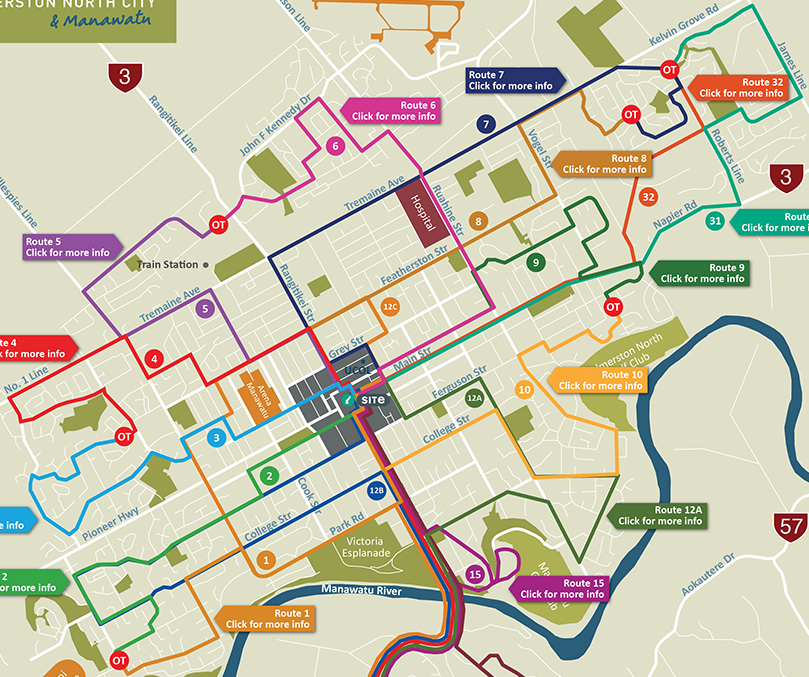 ERSTON NORTH CITY
& Manawatu
3
Rangitikei Line
John F Kennedy Dr
Kelvin Grove Rd
James Line
OT
Route 7
Click for more info
Route 32
Click for more info
Route 6
Click for more info
7
OT
6
Vogel Str
Roberts Line
Route 8
Click for more info
3
Tremaine Ave
Hospital
Ruahine Str
32
Napier Rd
31
Route
Click for more i
OT
8
Route 5
Click for more info
Train Station
9
Featherston Str
Route 9
Click for more info
Rangitikei Str
Tremaine Ave
5
12C
OT
te 4
k for more info
4
Grey Str
UCOL
Main Str
No. 1 Line
Arena
Manawatu
Ferguson Str
SITE
12A
10
Route 10
Click for more info
merston North
f Club
OT
3
College Str
2
Cook Str
12B
e info
Pioneer Hwy
College Str
Park Rd
Victoria
Esplanade
Route 12A
Click for more info
57
Aokautere Dr
1
15
Route 15
Click for more info
2
for more info
Manawatu River
Route 1
Click for more info
OT